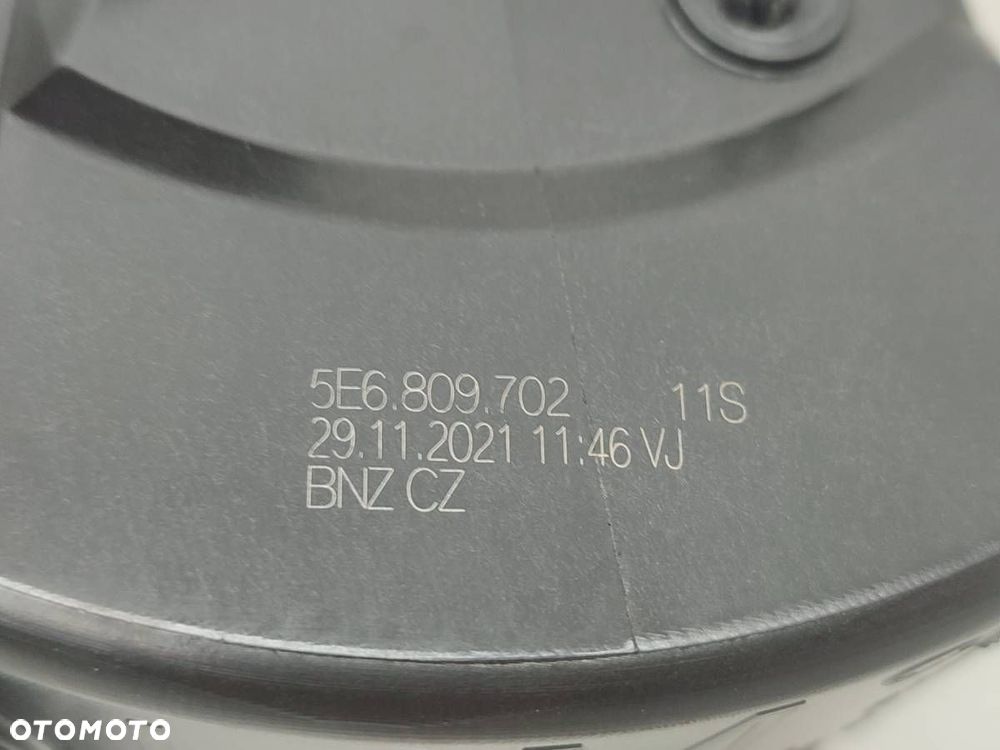 5E6.809.702 11S
29.11.2021 11:46 VJ
BNZ CZ
OTOMOTO